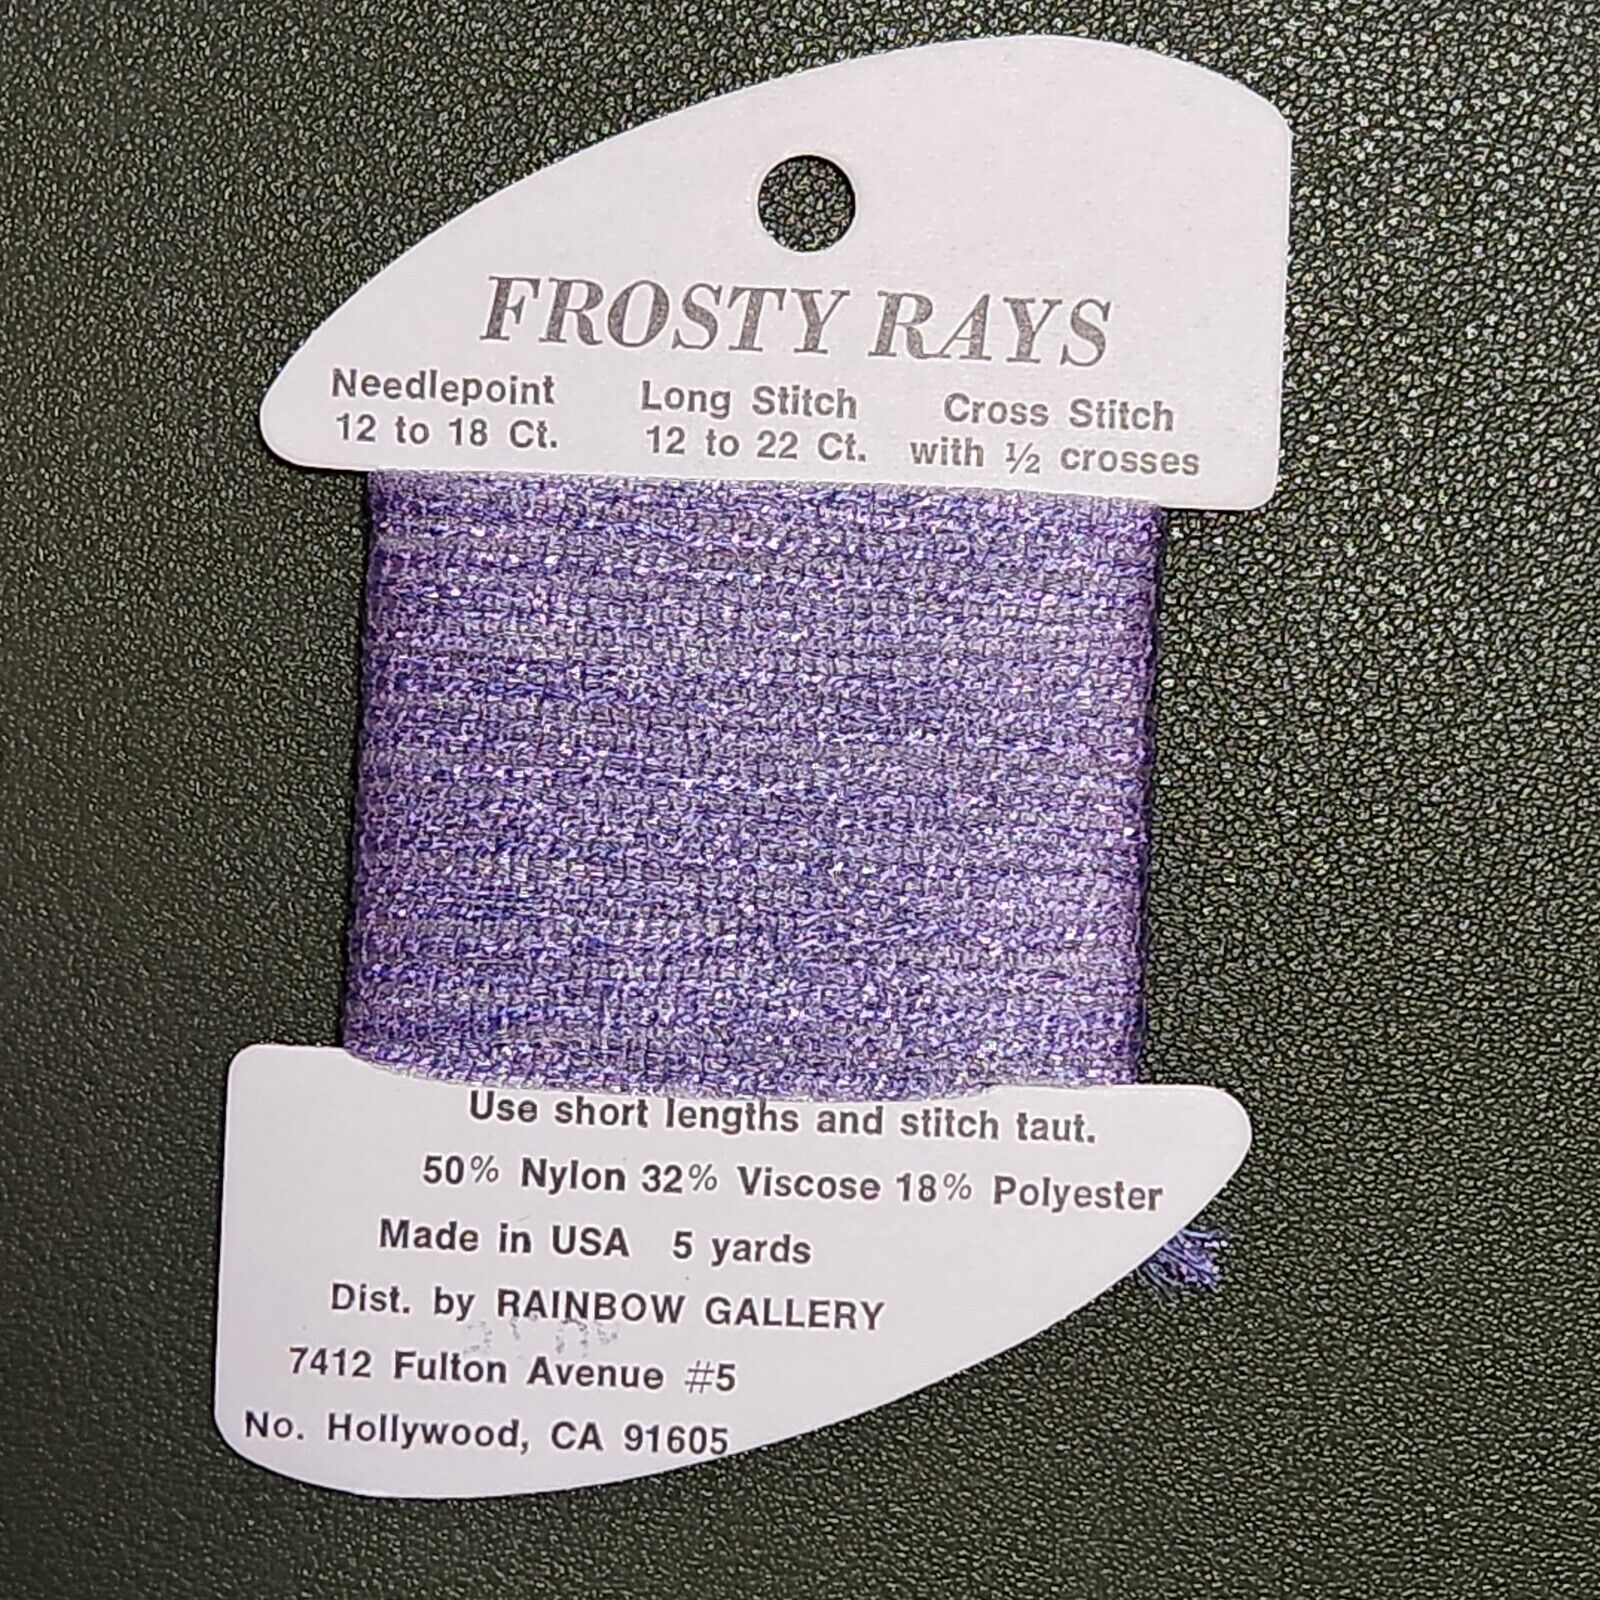 FROSTY RAYS
Needlepoint Long Stitch Cross Stitch
12 to 18 Ct. 12 to 22 Ct. with ½ crosses
Use short lengths and stitch taut.
50% Nylon 32% Viscose 18% Polyester
Made in USA 5 yards
Dist. by RAINBOW GALLERY
7412 Fulton Avenue #5
No. Hollywood, CA 91605